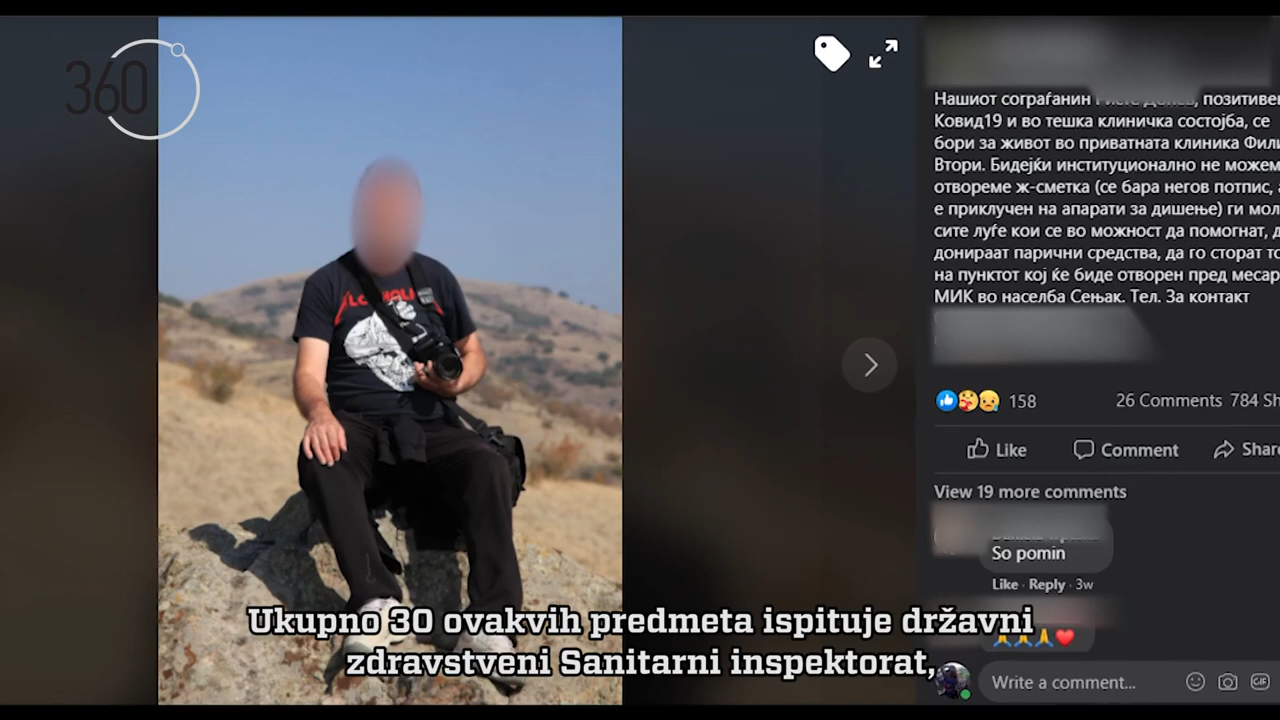 360
Нашиот сограѓанин позитивен
Ковид19 и во тешка клиничка состојба, се
бори за живот во приватната клиника
Втори. Бидејќи институционално не можем
отвореме ж-сметка (се бара негов потпис,
е приклучен на апарати за дишење) ги
сите луѓе кои се во можност да помогнат,
донираат парични средства, да го сторат
на пунктот кој ќе биде отворен пред
МИК во населба Сењак. Тел. За контакт
158
26 Comments 784
Like Comment
View 19 more comments
So pomin
Like · Reply · 3w
Write a comment...
GIF
Ukupno 30 ovakvih predmeta ispituje državni
zdravstveni Sanitarni inspektorat,